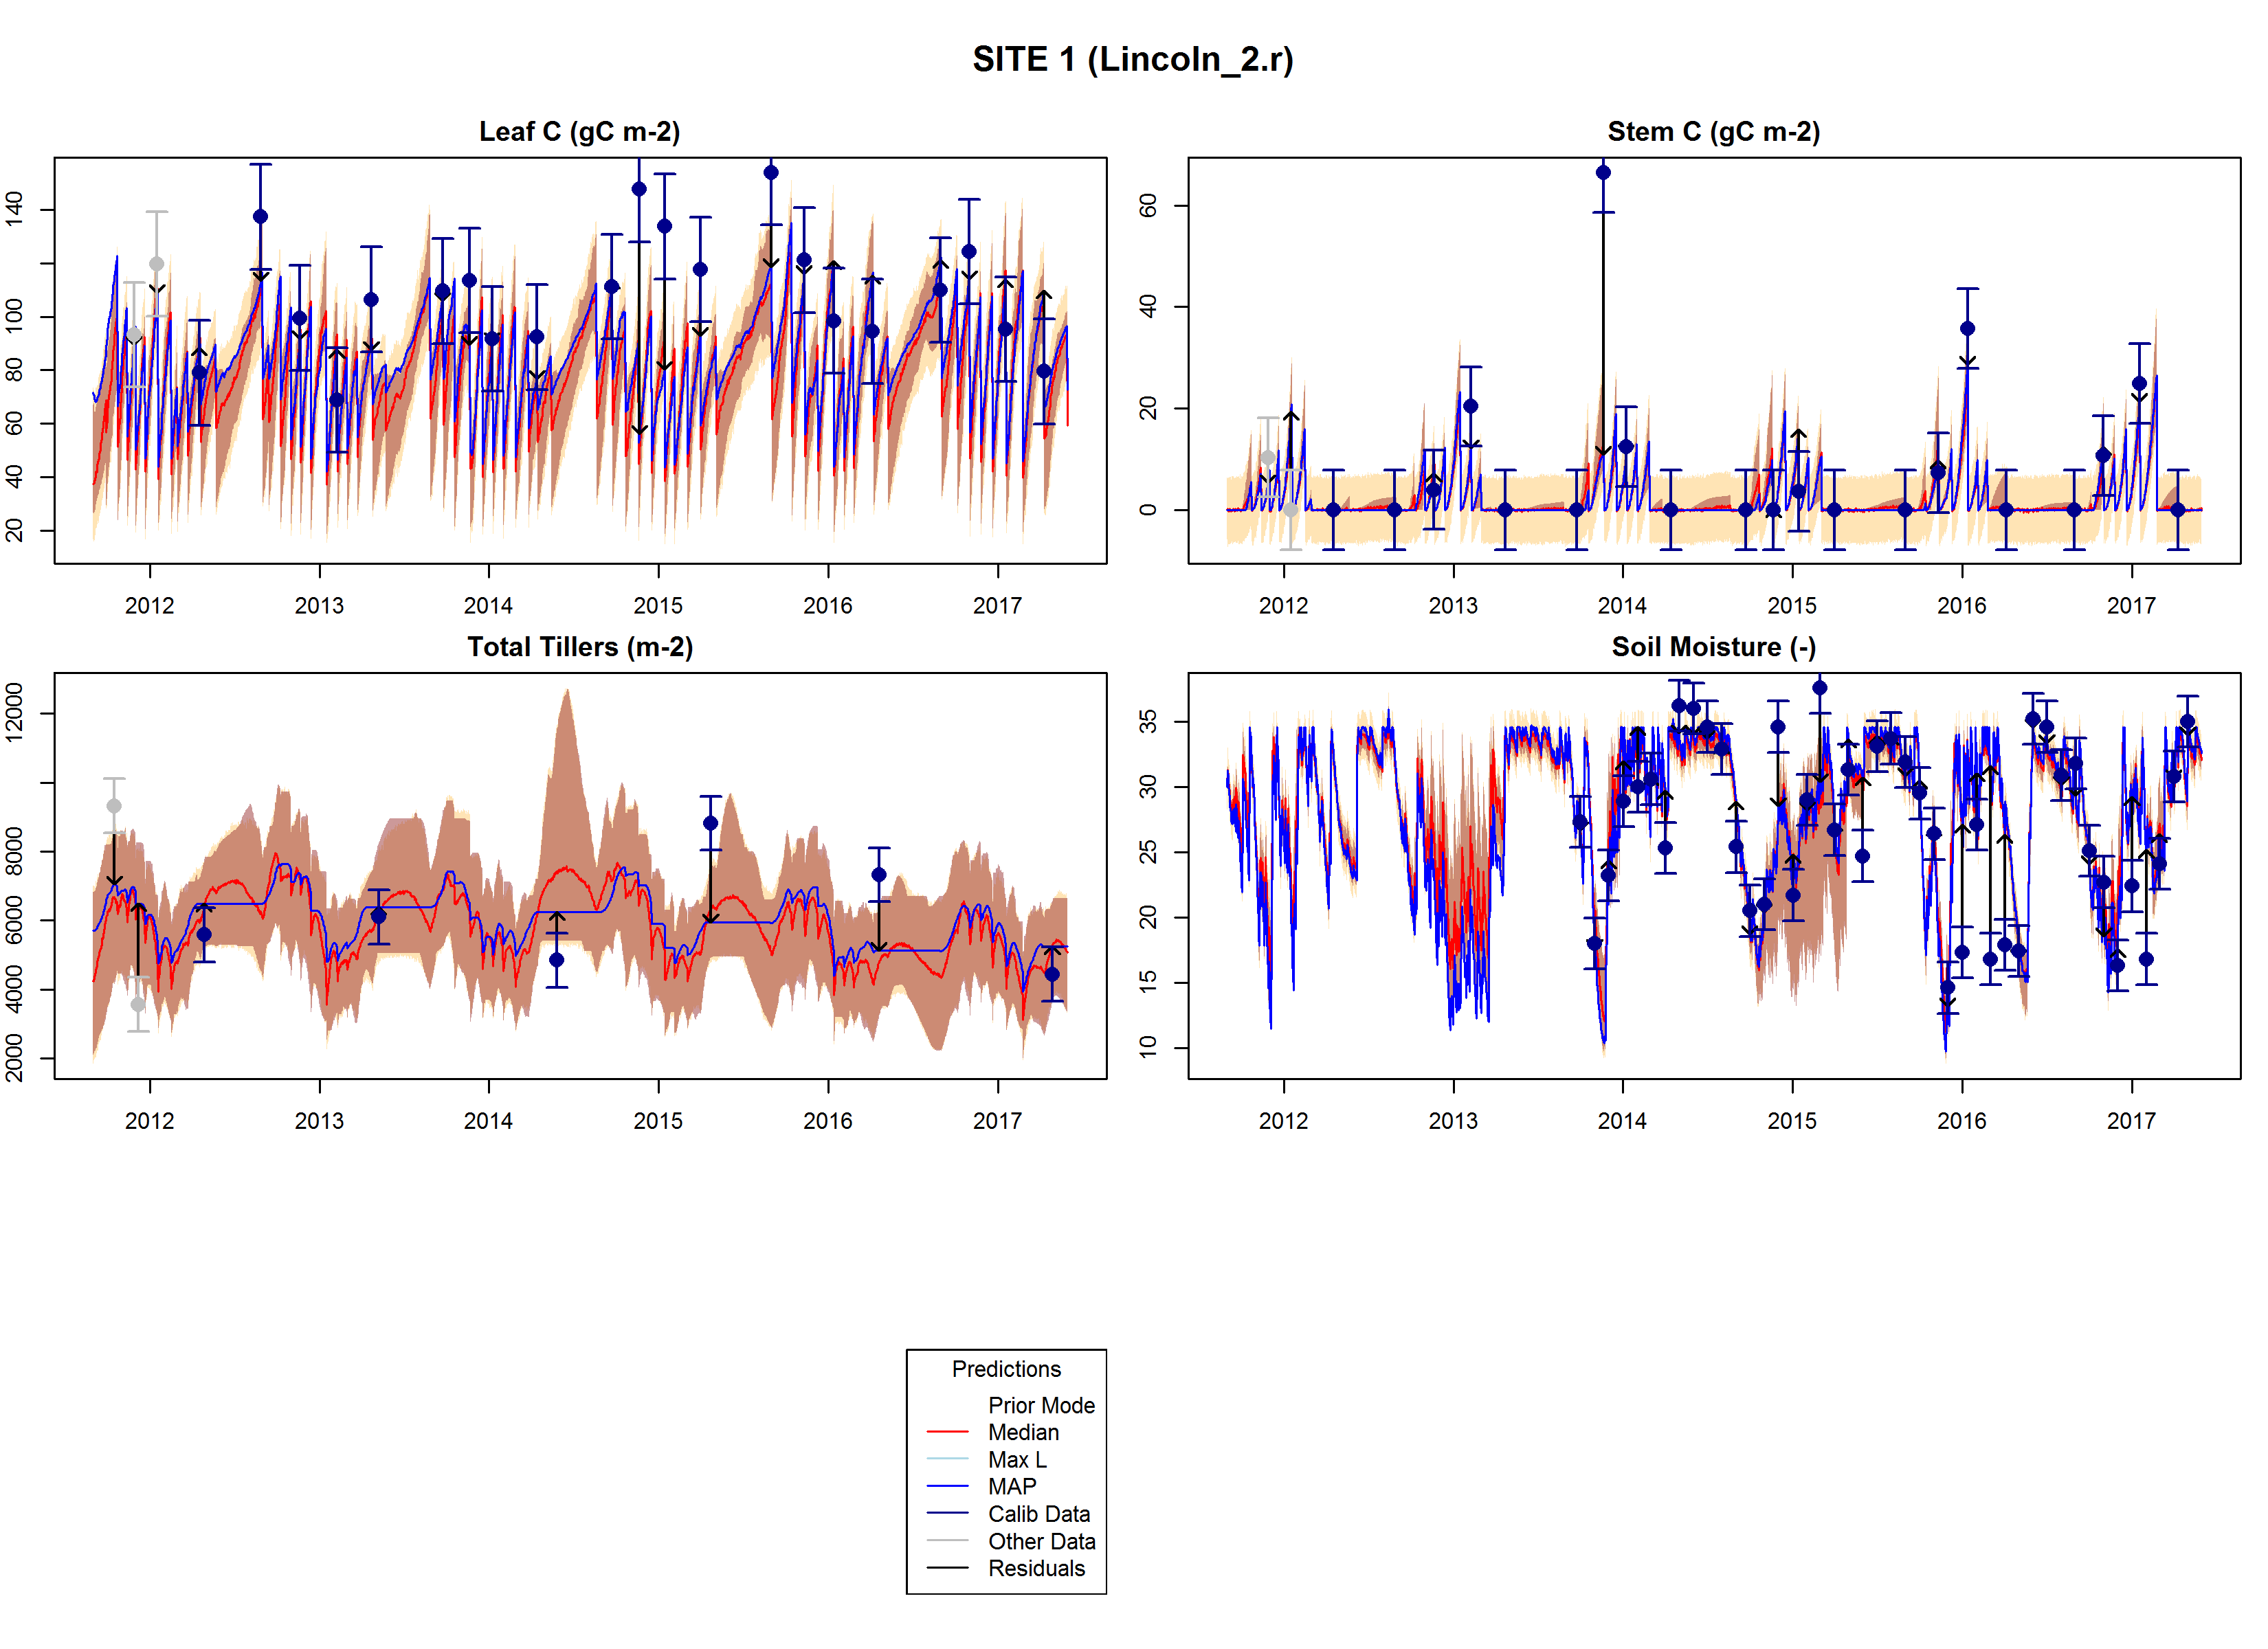 SITE 1 (Lincoln_2.r)
Leaf C (gC m-2)
140
100
80
60
40
20
2012 2013 2014 2015 2016 2017
Stem C (gC m-2)
60
40
20
0
2012 2013 2014 2015 2016 2017
Total Tillers (m-2)
12000
8000
6000
4000
2000
2012 2013 2014 2015 2016 2017
Soil Moisture (-)
35
30
25
20
15
10
2012 2013 2014 2015 2016 2017
Predictions
Prior Mode
Median
Max L
MAP
Calib Data
Other Data
Residuals